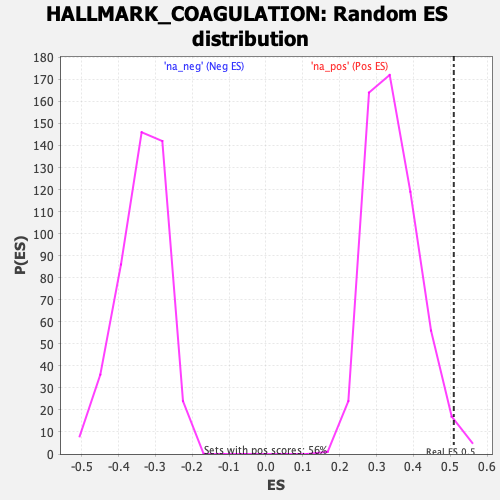 HALLMARK_COAGULATION: Random ES
distribution
'na_neg' (Neg ES)
'na_pos' (Pos ES)
180
170
160
150
140
130
120
110
100
90
80
70
60
50
40
30
20
10
0
P(ES)
Sets with pos scores: 56%
Real ES 0.5
-0.5 -0.4 -0.3 -0.2 -0.1 0.0 0.1 0.2 0.3 0.4 0.5 0.6
ES